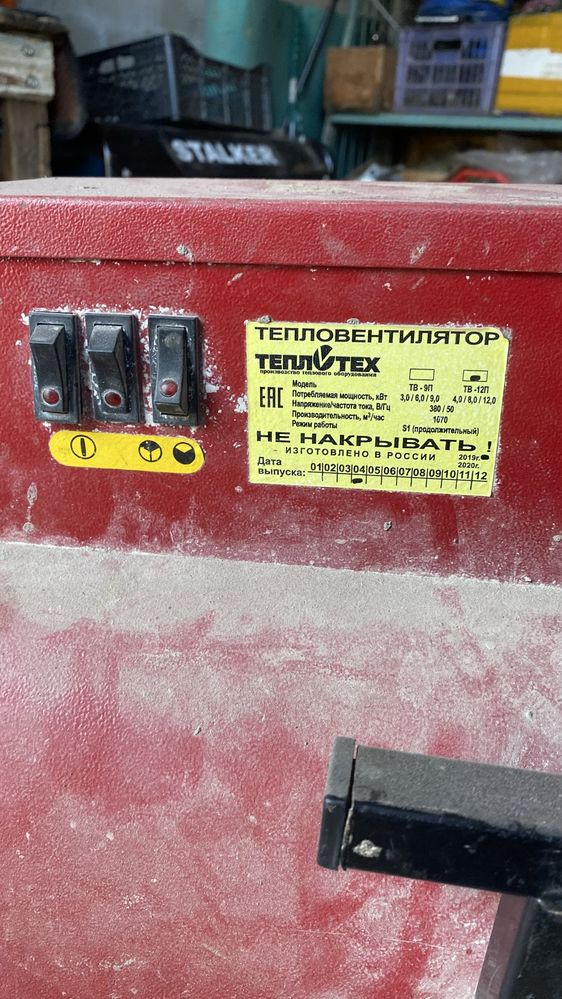 STALKER
ТЕПЛОВЕНТИЛЯТОР
ТЕПЛОТЕХ
производство теплового оборудования
Модель ТВ -9П ТВ -12П
Потребляемая мощность, кВт 3,0 / 6,0 / 9,0 4,0 / 8,0 / 12,0
Напряжение/частота тока, В/Гц 380 / 50
Производительность, м³/час 1070
Режим работы S1 (продолжительный)
EAC
НЕ НАКРЫВАТЬ !
ИЗГОТОВЛЕНО В РОССИИ 2019г.
2020г.
Дата
выпуска: 01 02 03 04 05 06 07 08 09 10 11 12